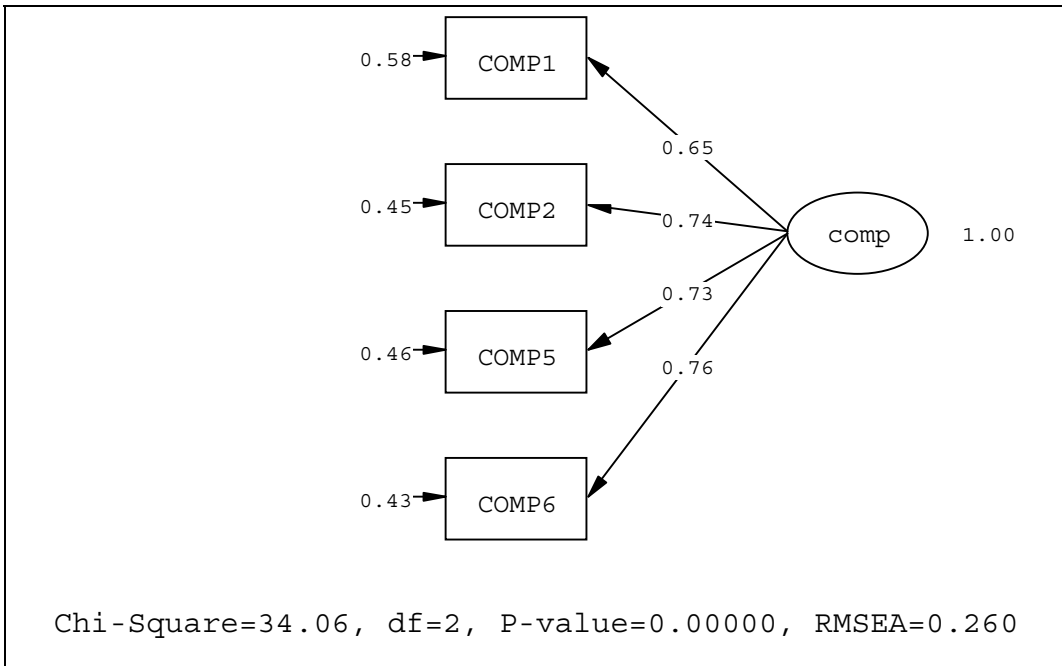 0.58 COMP1
0.65
0.45 COMP2
0.74
comp 1.00
0.73
0.46 COMP5
0.76
0.43 COMP6
Chi-Square=34.06, df=2, P-value=0.00000, RMSEA=0.260